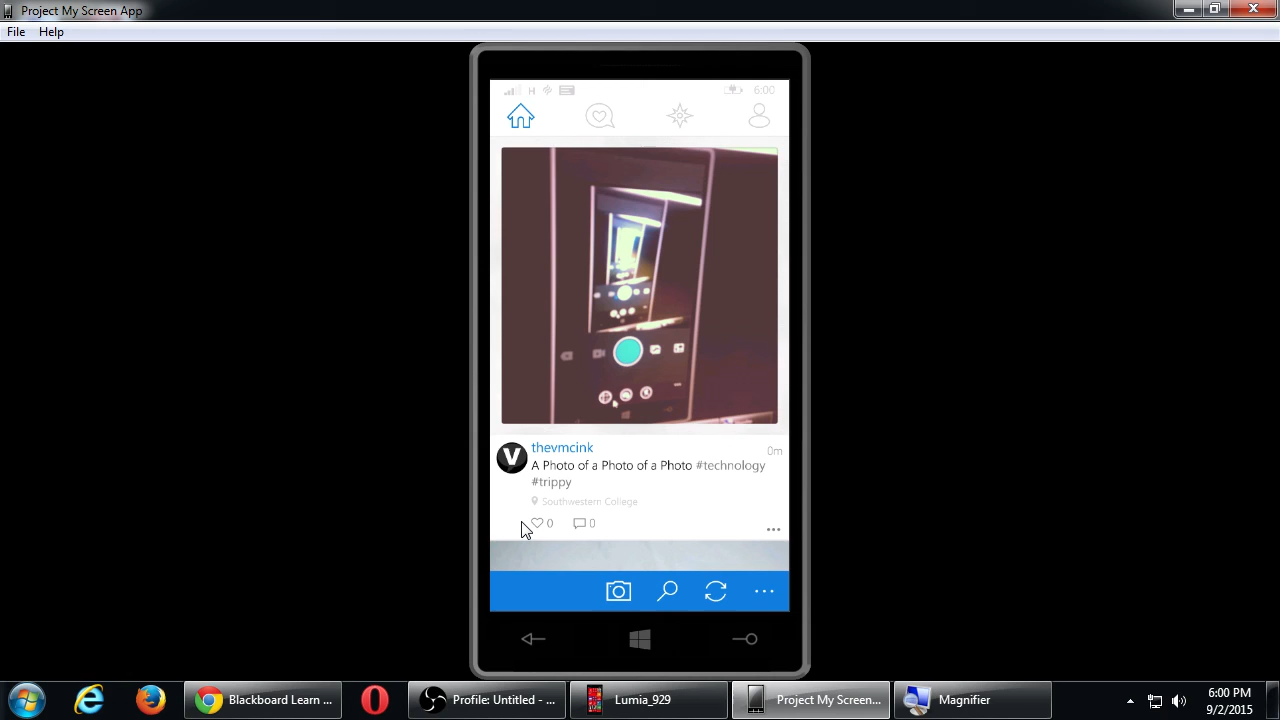 Project My Screen App
File Help
H 6:00
thevmcink
0m
A Photo of a Photo of a Photo #technology
#trippy
Southwestern College
0 0
V
Blackboard Learn ...
Profile: Untitled - ...
Lumia_929
Project My Screen...
Magnifier
6:00 PM
9/2/2015